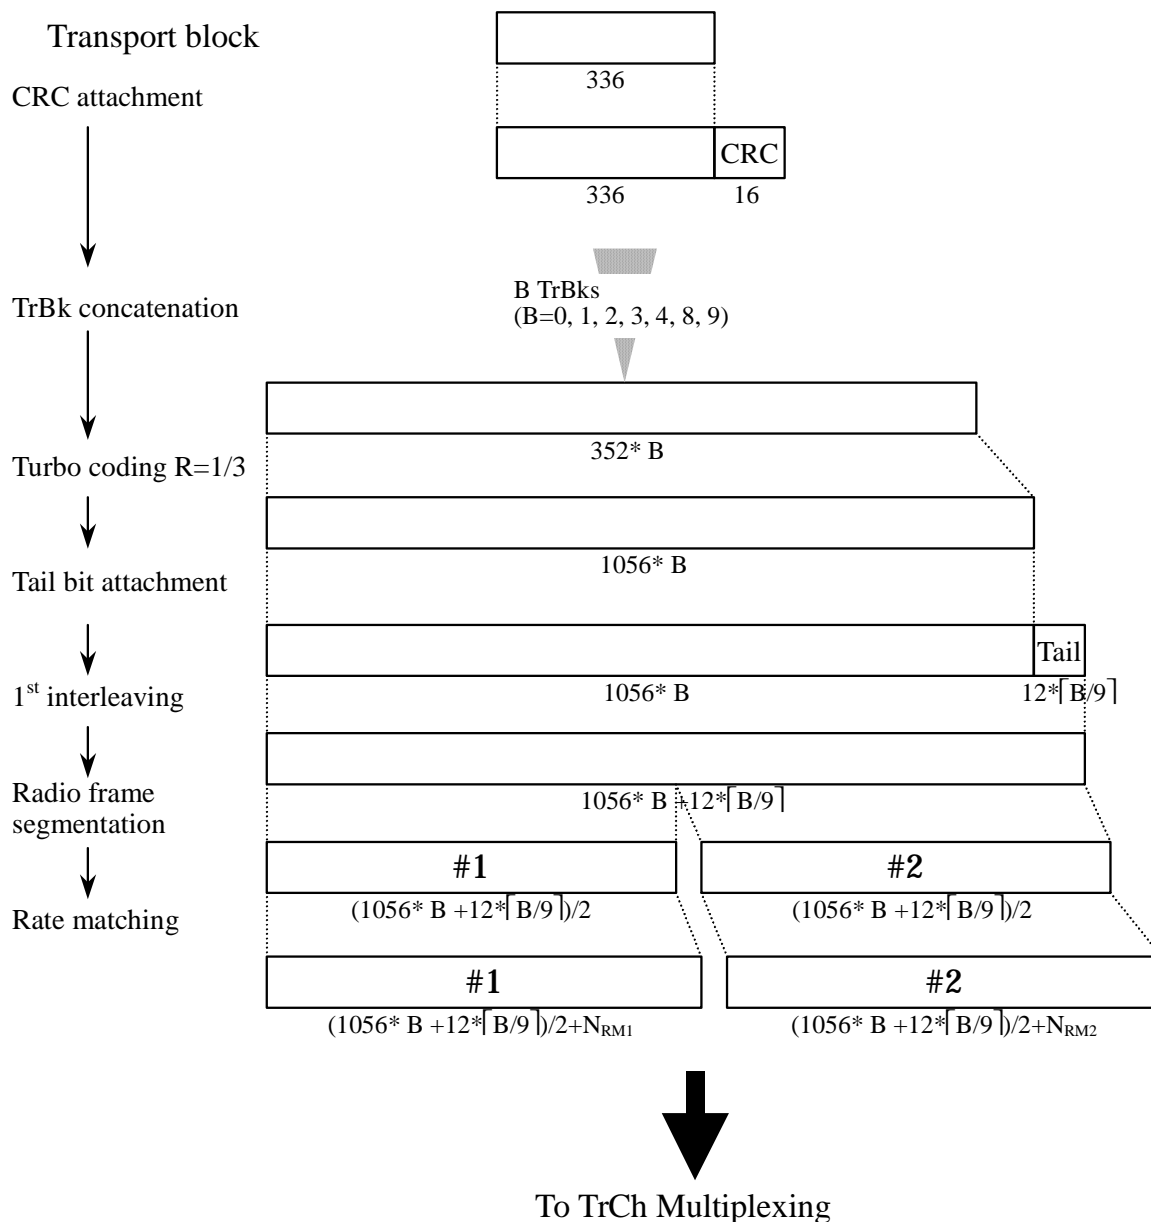 Transport block
336
CRC attachment
CRC
336 16
B TrBks
(B=0, 1, 2, 3, 4, 8, 9)
TrBk concatenation
352* B
Turbo coding R=1/3
1056* B
Tail bit attachment
Tail
1056* B 12*⌈B/9⌉
1st interleaving
1056* B +12*⌈B/9⌉
Radio frame
segmentation
#1 #2
(1056* B +12*⌈B/9⌉)/2 (1056* B +12*⌈B/9⌉)/2
Rate matching
#1 #2
(1056* B +12*⌈B/9⌉)/2+NRM1 (1056* B +12*⌈B/9⌉)/2+NRM2
To TrCh Multiplexing